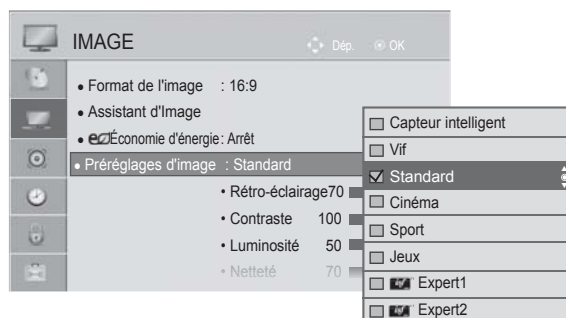 IMAGE
Dép. OK
• Format de l'image : 16:9
• Assistant d'Image
• eco Économie d'énergie: Arrêt
• Préréglages d'image : Standard
• Rétro-éclairage70
• Contraste 100
• Luminosité 50
• Netteté 70
Capteur intelligent
Vif
Standard
Cinéma
Sport
Jeux
Expert1
Expert2